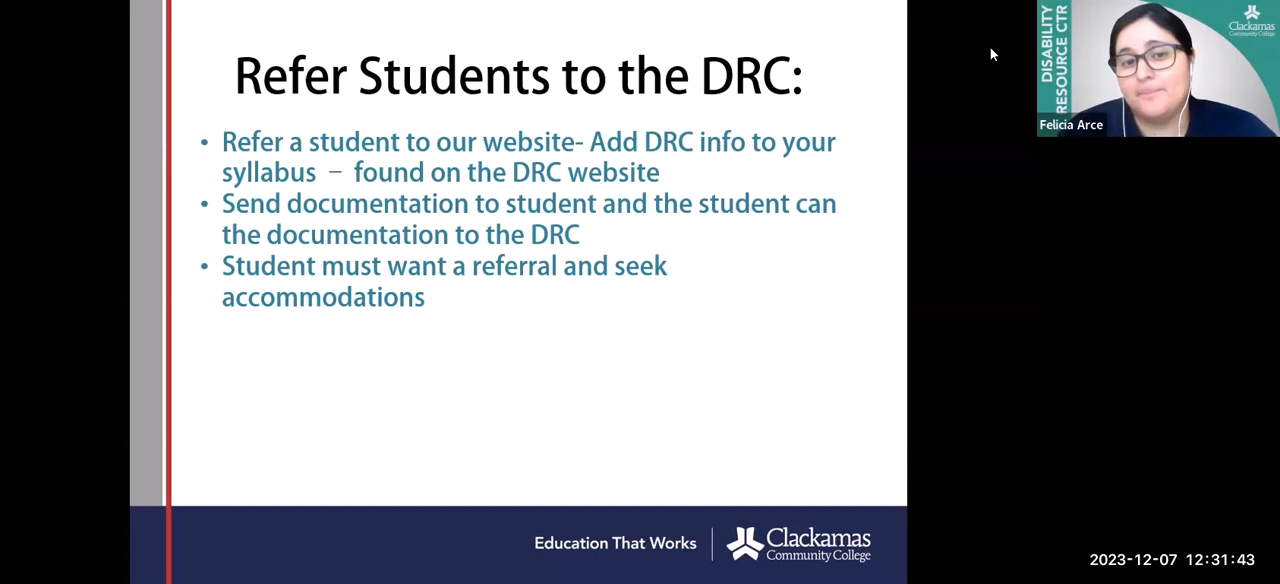 Refer Students to the DRC:
• Refer a student to our website- Add DRC info to your
syllabus – found on the DRC website
• Send documentation to student and the student can
the documentation to the DRC
• Student must want a referral and seek
accommodations
Education That Works
Clackamas
Community College
DISABILITY
RESOURCE CTR
Clackamas
Community College
Felicia Arce
2023-12-07 12:31:43